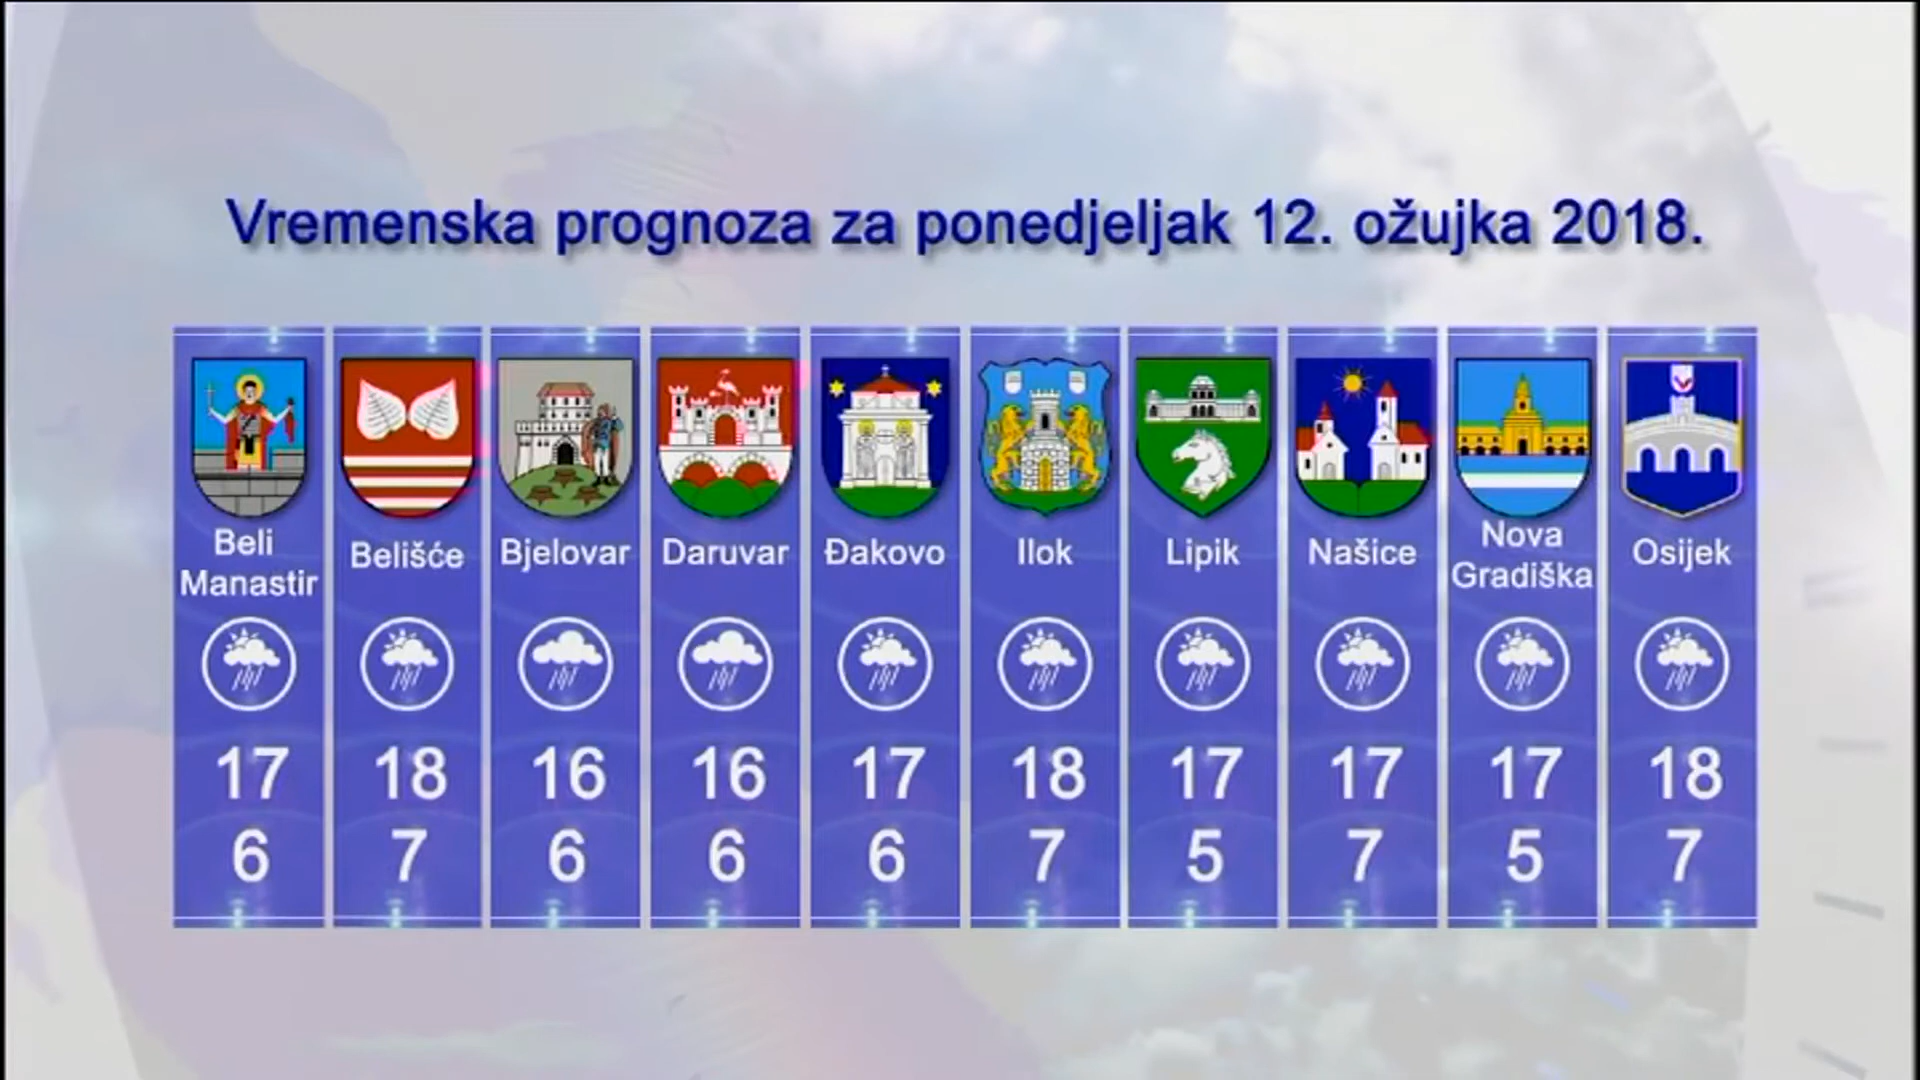 Vremenska prognoza za ponedjeljak 12. ožujka 2018.
Beli
Manastir
17
6
Belišće
18
7
Bjelovar
16
6
Daruvar
16
6
Đakovo
17
6
Ilok
18
7
Lipik
17
5
Našice
17
7
Nova
Gradiška
17
5
Osijek
18
7